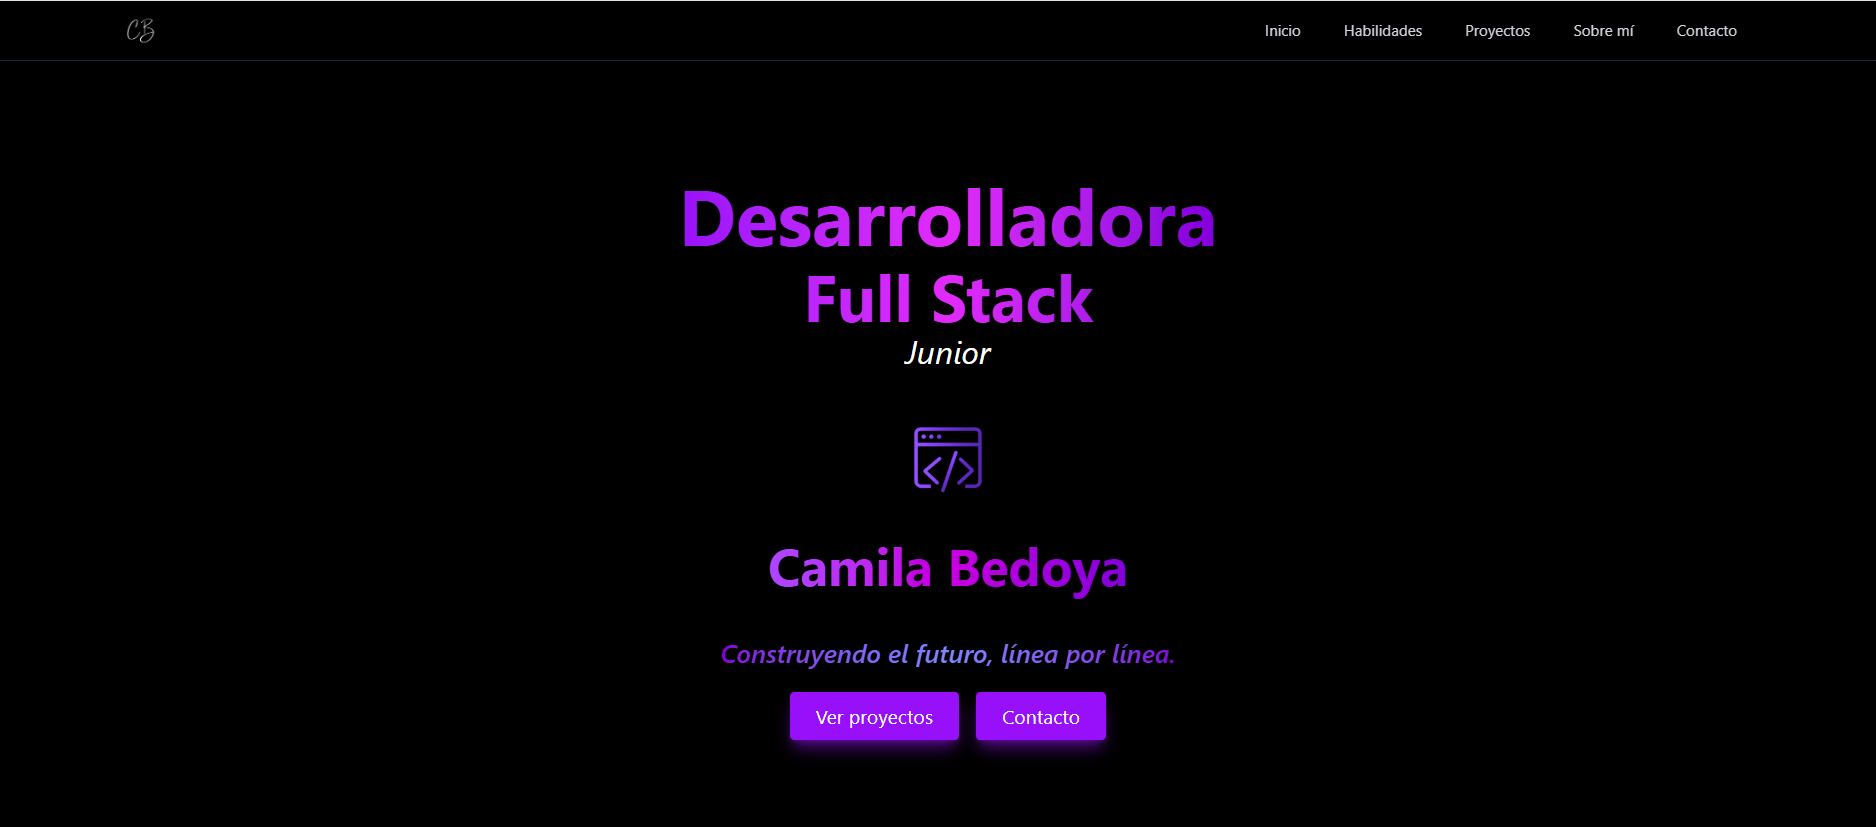 CB
Inicio Habilidades Proyectos Sobre mí Contacto
Desarrolladora
Full Stack
Junior
</>
Camila Bedoya
Construyendo el futuro, línea por línea.
Ver proyectos Contacto